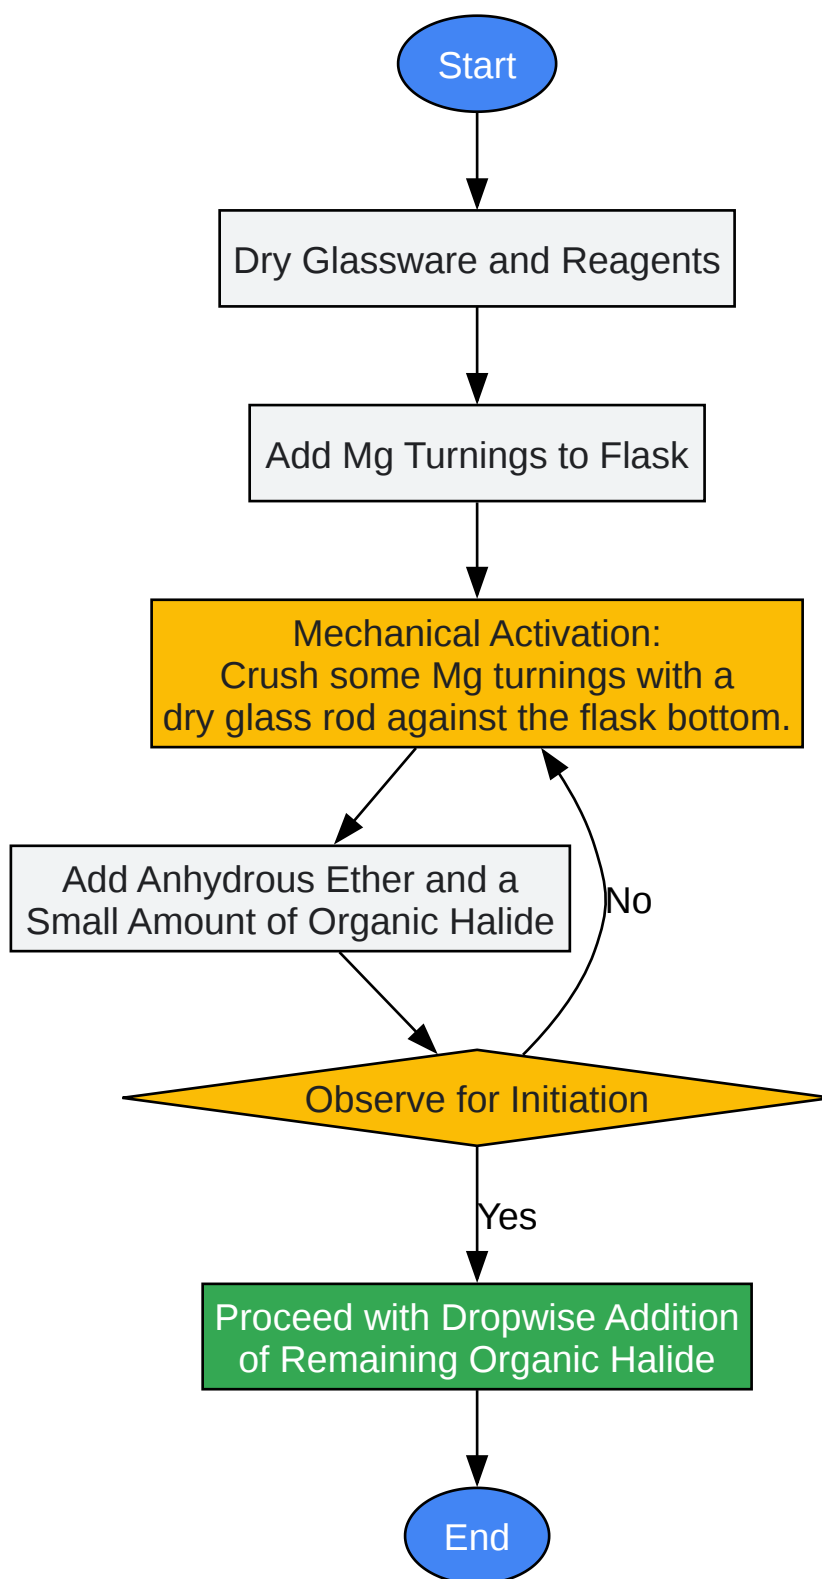 Start
Dry Glassware and Reagents
Add Mg Turnings to Flask
Mechanical Activation:
Crush some Mg turnings with a
dry glass rod against the flask bottom.
Add Anhydrous Ether and a
Small Amount of Organic Halide
No
Observe for Initiation
Yes
Proceed with Dropwise Addition
of Remaining Organic Halide
End